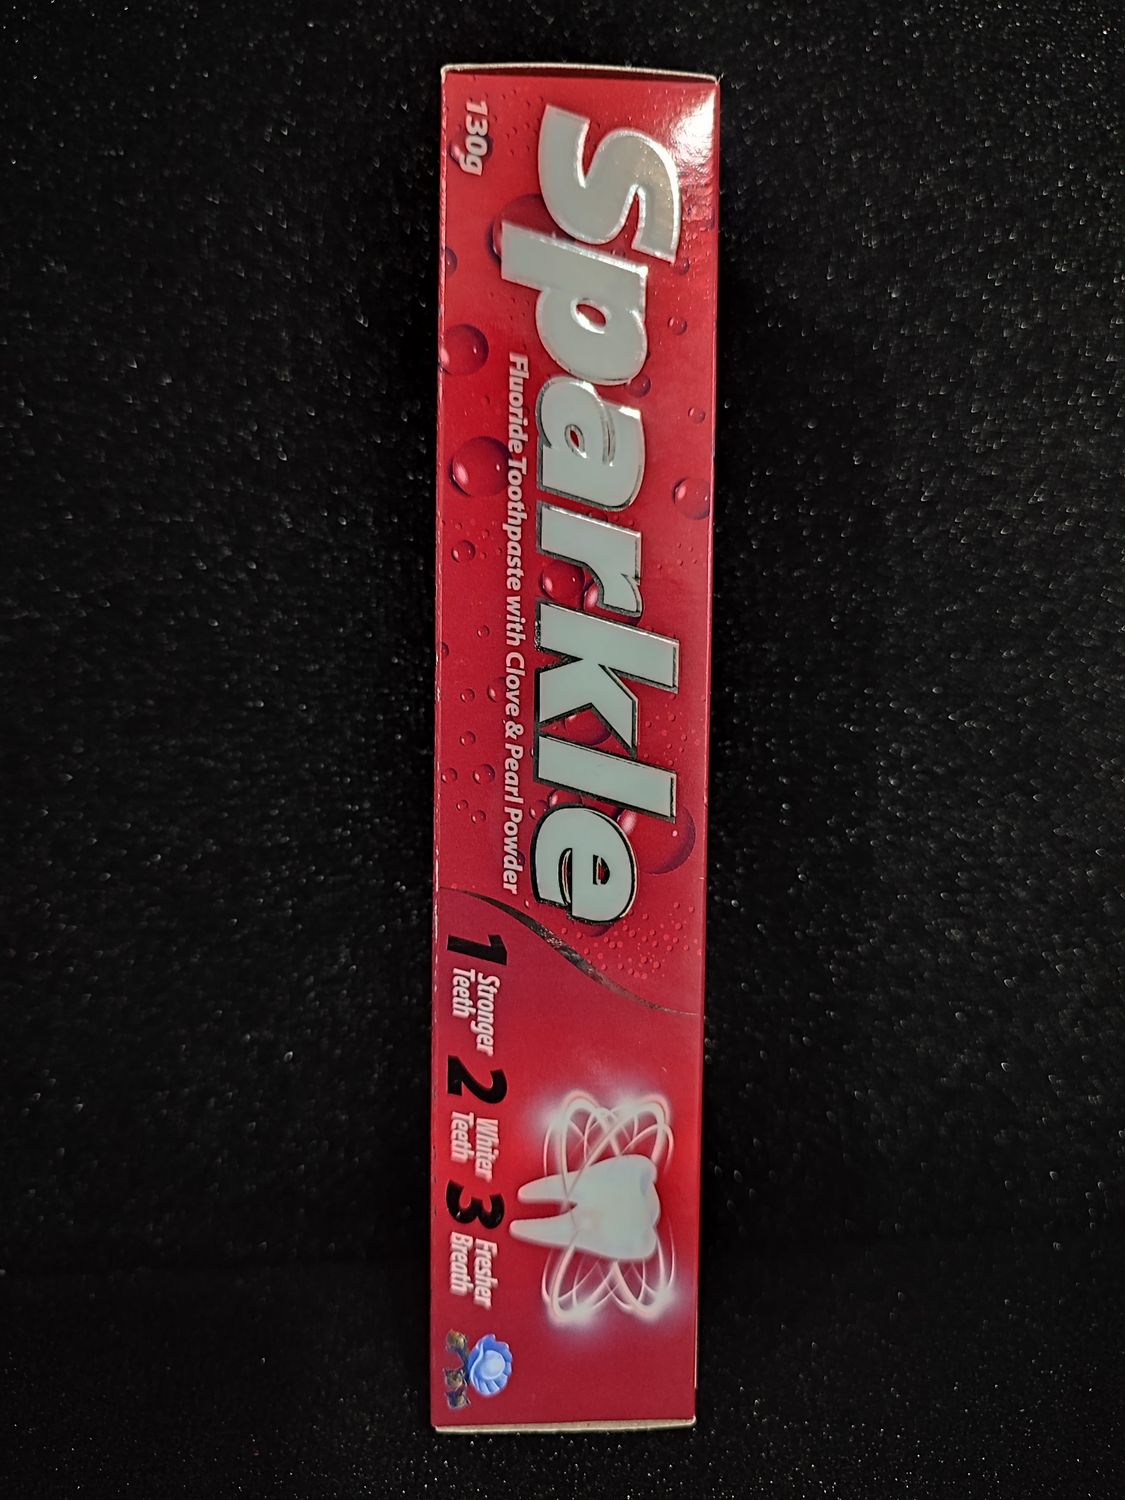 Sparkle
Fluoride Toothpaste with Clove & Pearl Powder
130g
1 Stronger
Teeth
2 Whiter
Teeth
3 Fresher
Breath